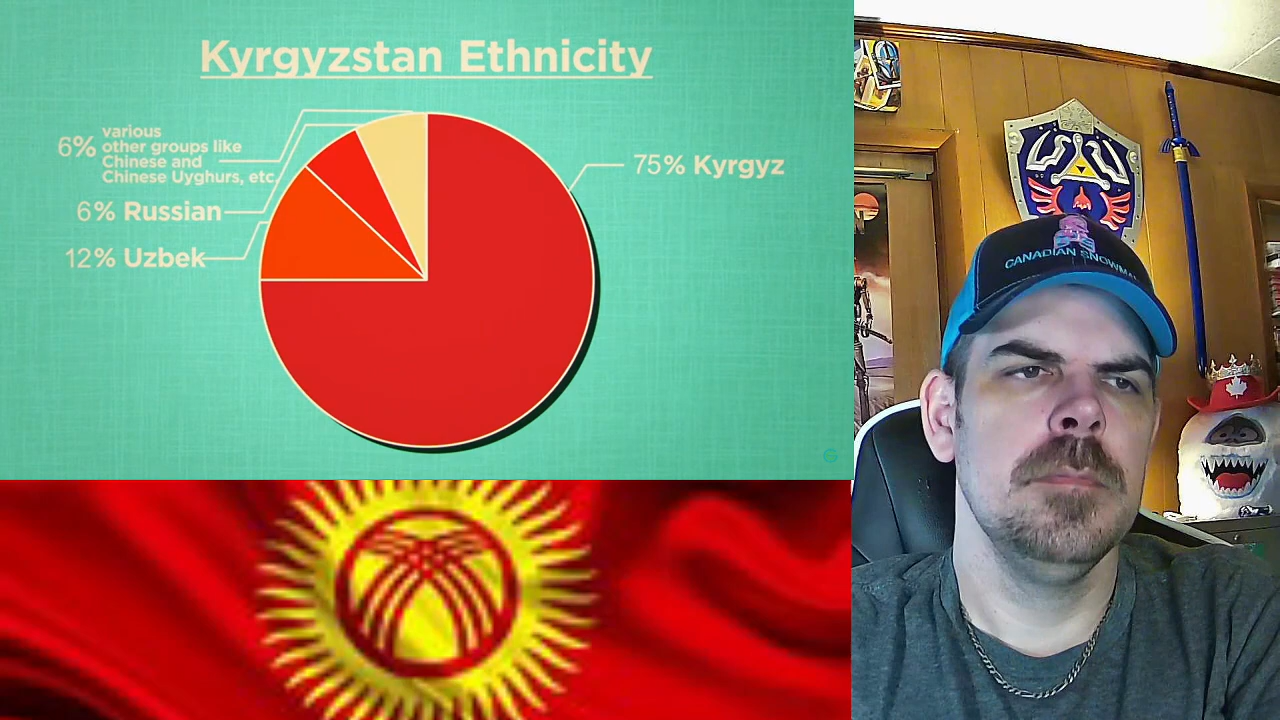 Kyrgyzstan Ethnicity
6% various
other groups like
Chinese and
Chinese Uyghurs, etc
75% Kyrgyz
6% Russian
12% Uzbek
CANADIAN SNOWMAN